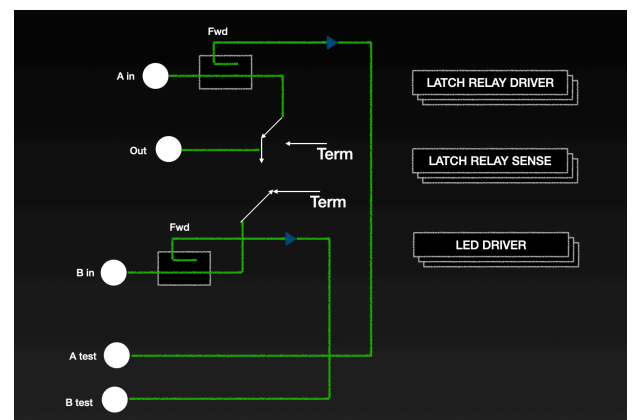 Fwd
A in
LATCH RELAY DRIVER
Out
Term
LATCH RELAY SENSE
Term
Fwd
LED DRIVER
B in
A test
B test